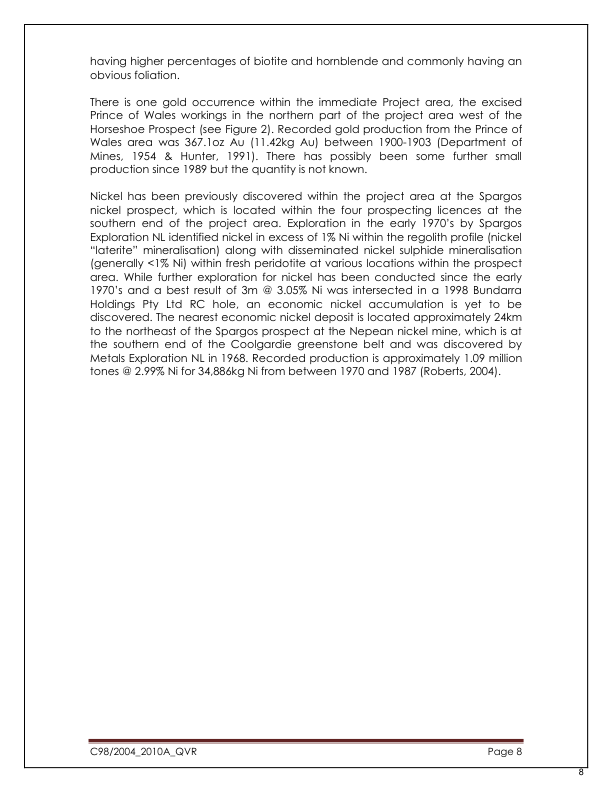 having higher percentages of biotite and hornblende and commonly having an
obvious foliation.
There is one gold occurrence within the immediate Project area, the excised
Prince of Wales workings in the northern part of the project area west of the
Horseshoe Prospect (see Figure 2). Recorded gold production from the Prince of
Wales area was 367.1oz Au (11.42kg Au) between 1900-1903 (Department of
Mines, 1954 & Hunter, 1991). There has possibly been some further small
production since 1989 but the quantity is not known.
Nickel has been previously discovered within the project area at the Spargos
nickel prospect, which is located within the four prospecting licences at the
southern end of the project area. Exploration in the early 1970’s by Spargos
Exploration NL identified nickel in excess of 1% Ni within the regolith profile (nickel
“laterite” mineralisation) along with disseminated nickel sulphide mineralisation
(generally <1% Ni) within fresh peridotite at various locations within the prospect
area. While further exploration for nickel has been conducted since the early
1970’s and a best result of 3m @ 3.05% Ni was intersected in a 1998 Bundarra
Holdings Pty Ltd RC hole, an economic nickel accumulation is yet to be
discovered. The nearest economic nickel deposit is located approximately 24km
to the northeast of the Spargos prospect at the Nepean nickel mine, which is at
the southern end of the Coolgardie greenstone belt and was discovered by
Metals Exploration NL in 1968. Recorded production is approximately 1.09 million
tones @ 2.99% Ni for 34,886kg Ni from between 1970 and 1987 (Roberts, 2004).
C98/2004_2010A_QVR Page 8
8